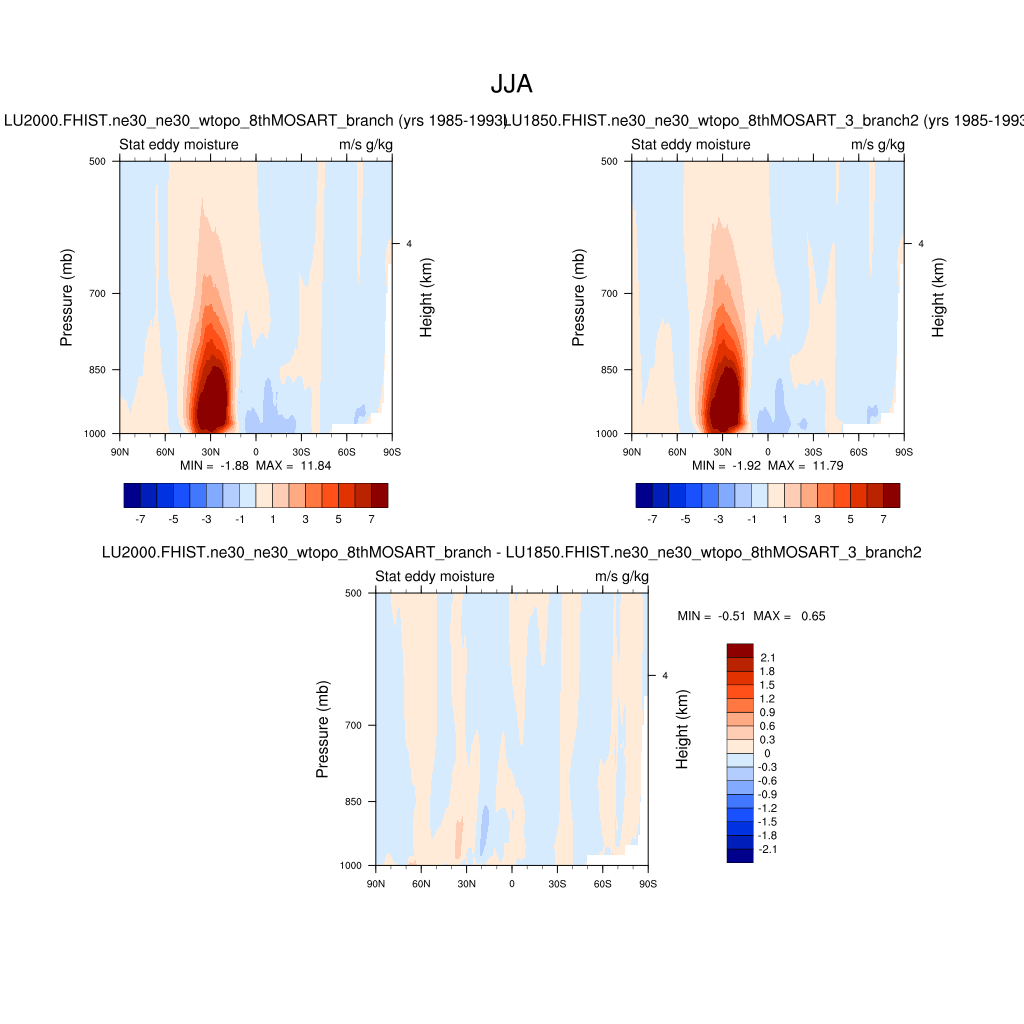 JJA
LU2000.FHIST.ne30_ne30_wtopo_8thMOSART_branch (yrs 1985-1993)
LU1850.FHIST.ne30_ne30_wtopo_8thMOSART_3_branch2 (yrs 1985-1993
Stat eddy moisture m/s g/kg
Stat eddy moisture m/s g/kg
500
700
850
1000
Pressure (mb)
4
Height (km)
90N 60N 30N 0 30S 60S 90S
MIN = -1.88 MAX = 11.84
-7 -5 -3 -1 1 3 5 7
500
700
850
1000
Pressure (mb)
4
Height (km)
90N 60N 30N 0 30S 60S 90S
MIN = -1.92 MAX = 11.79
-7 -5 -3 -1 1 3 5 7
LU2000.FHIST.ne30_ne30_wtopo_8thMOSART_branch - LU1850.FHIST.ne30_ne30_wtopo_8thMOSART_3_branch2
Stat eddy moisture m/s g/kg
500
700
850
1000
Pressure (mb)
4
Height (km)
90N 60N 30N 0 30S 60S 90S
MIN = -0.51 MAX = 0.65
2.1
1.8
1.5
1.2
0.9
0.6
0.3
0
-0.3
-0.6
-0.9
-1.2
-1.5
-1.8
-2.1